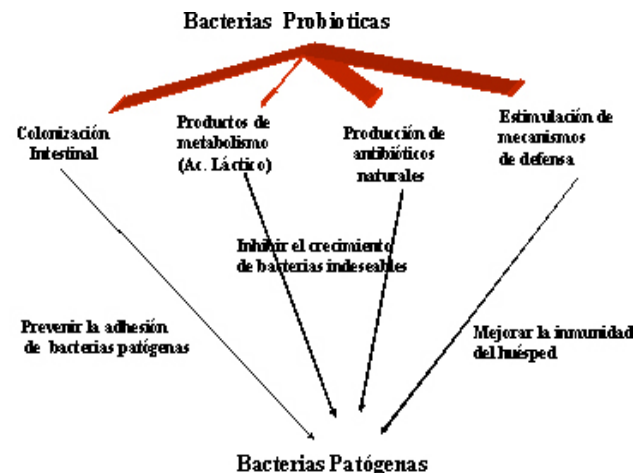 Bacterias Probioticas
Colonización
Intestinal
Productos de
metabolismo
(Ac. Láctico)
Producción de
antibióticos
naturales
Estimulación de
mecanismos
de defensa
Inhibir el crecimiento
de bacterias indeseables
Prevenir la adhesión
de bacterias patógenas
Mejorar la inmunidad
del huésped
Bacterias Patógenas